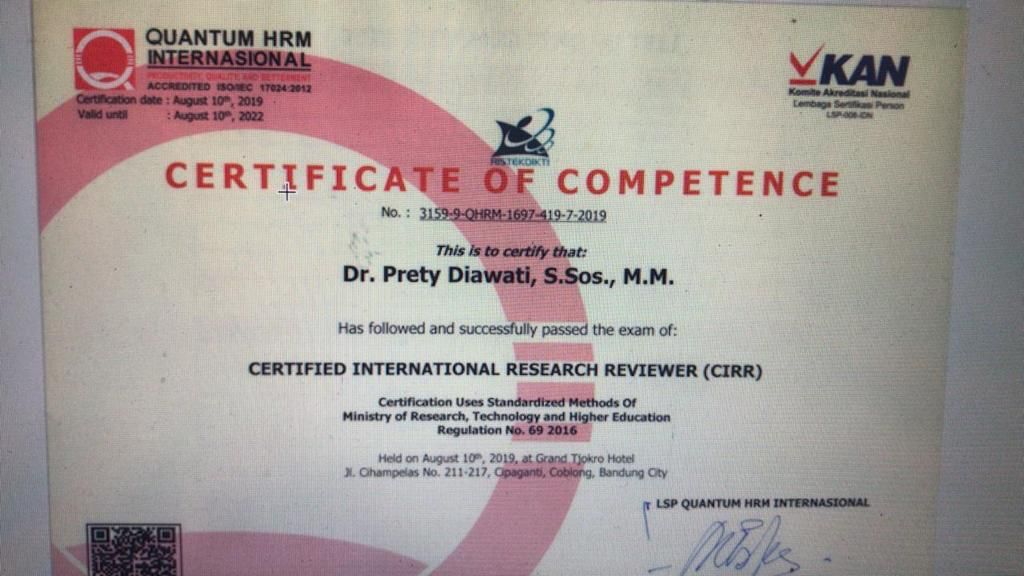 QUANTUM HRM
INTERNASIONAL
PRODUCTIVITY, QUALITY AND BETTERMENT
ACCREDITED ISO/IEC 17024:2012
Certification date : August 10th, 2019
Valid until : August 10th, 2022
KAN
Komite Akreditasi Nasional
Lembaga Sertifikasi Person
LSP-008-IDN
RISTEKDIKTI
CERTIFICATE OF COMPETENCE
No. : 3159-9-QHRM-1697-419-7-2019
This is to certify that:
Dr. Prety Diawati, S.Sos., M.M.
Has followed and successfully passed the exam of:
CERTIFIED INTERNATIONAL RESEARCH REVIEWER (CIRR)
Certification Uses Standardized Methods Of
Ministry of Research, Technology and Higher Education
Regulation No. 69 2016
Held on August 10th, 2019, at Grand Tjokro Hotel
Jl. Cihampelas No. 211-217, Cipaganti, Coblong, Bandung City
LSP QUANTUM HRM INTERNASIONAL